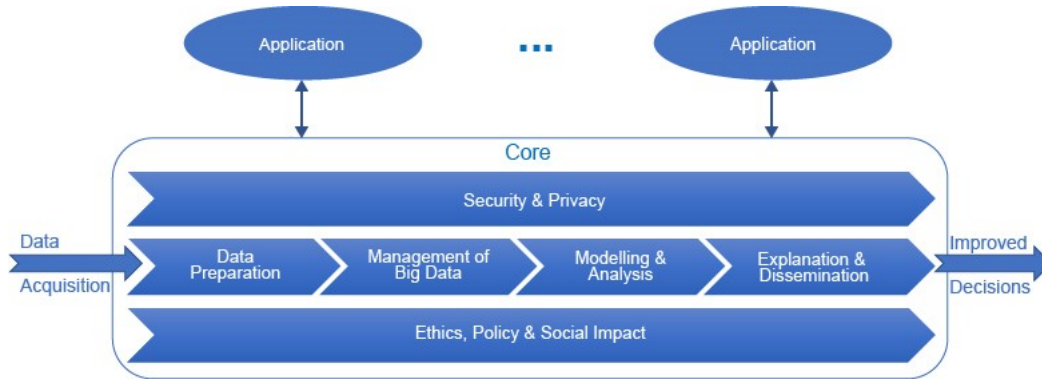 Application
...
Application
Core
Security & Privacy
Data
Acquisition
Data
Preparation
Management of
Big Data
Modelling &
Analysis
Explanation &
Dissemination
Improved
Decisions
Ethics, Policy & Social Impact